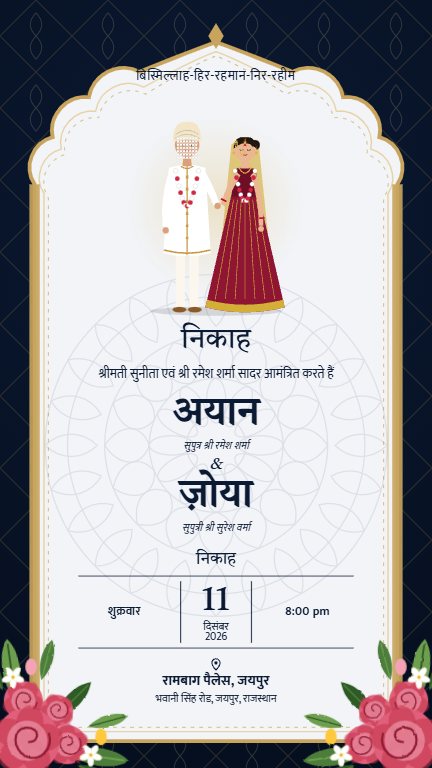 बिस्मिल्लाह-हिर-रहमान-निर-रहीम
निकाह
श्रीमती सुनीता एवं श्री रमेश शर्मा सादर आमंत्रित करते हैं
अयान
सुपुत्र श्री रमेश शर्मा
&
ज़ोया
सुपुत्री श्री सुरेश वर्मा
निकाह
शुक्रवार
11
दिसंबर
2026
8:00 pm
रामबाग पैलेस, जयपुर
भवानी सिंह रोड, जयपुर, राजस्थान